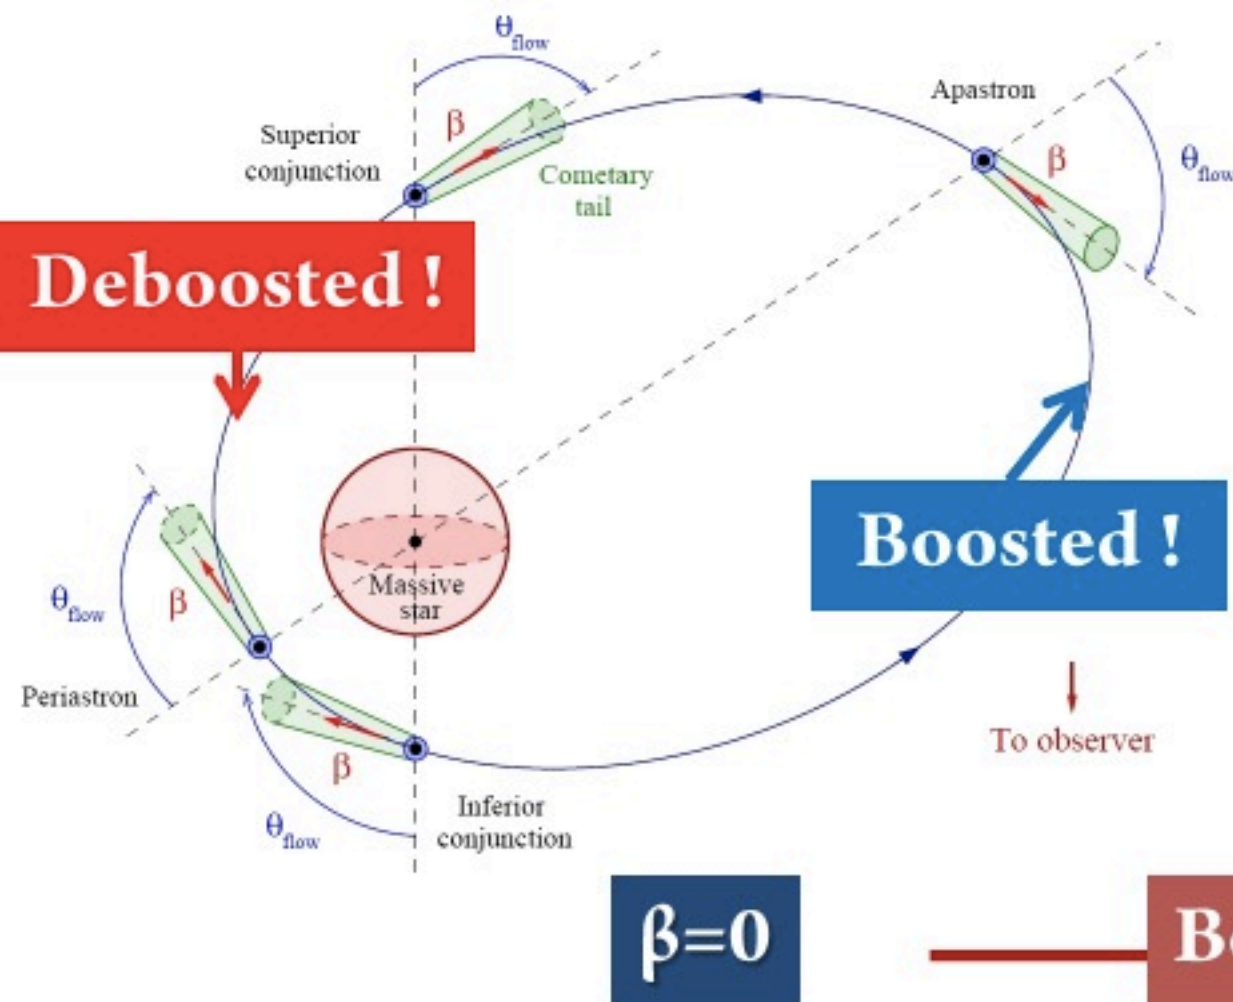 θflow
Apastron
β
Superior
conjunction
β
θflow
Cometary
tail
Deboosted !
Boosted !
Massive
star
θflow
β
Periastron
To observer
β
Inferior
conjunction
θflow
β=0